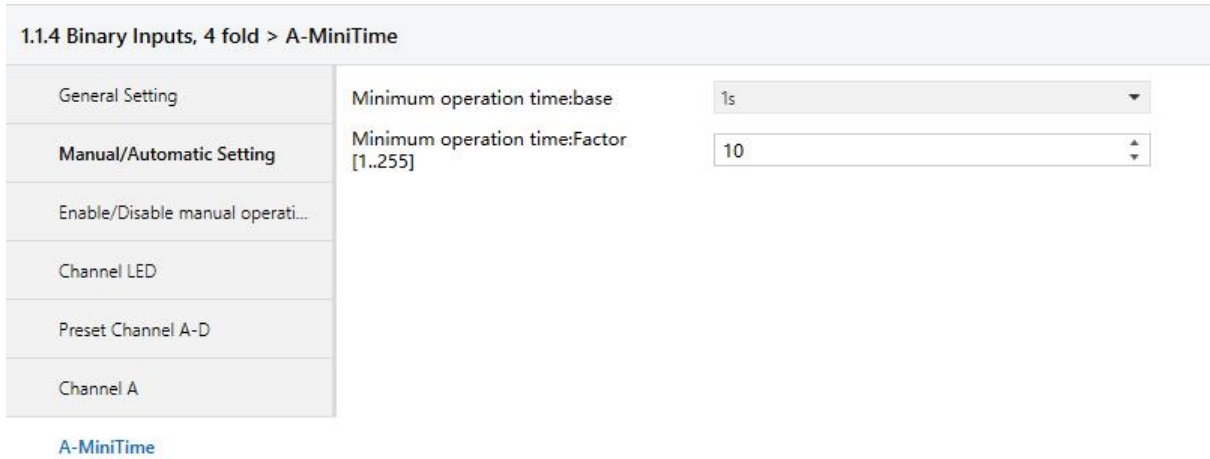 1.1.4 Binary Inputs, 4 fold > A-MiniTime
General Setting
Manual/Automatic Setting
Enable/Disable manual operati...
Channel LED
Preset Channel A-D
Channel A
A-MiniTime
Minimum operation time:base
1s
Minimum operation time:Factor
[1..255]
10